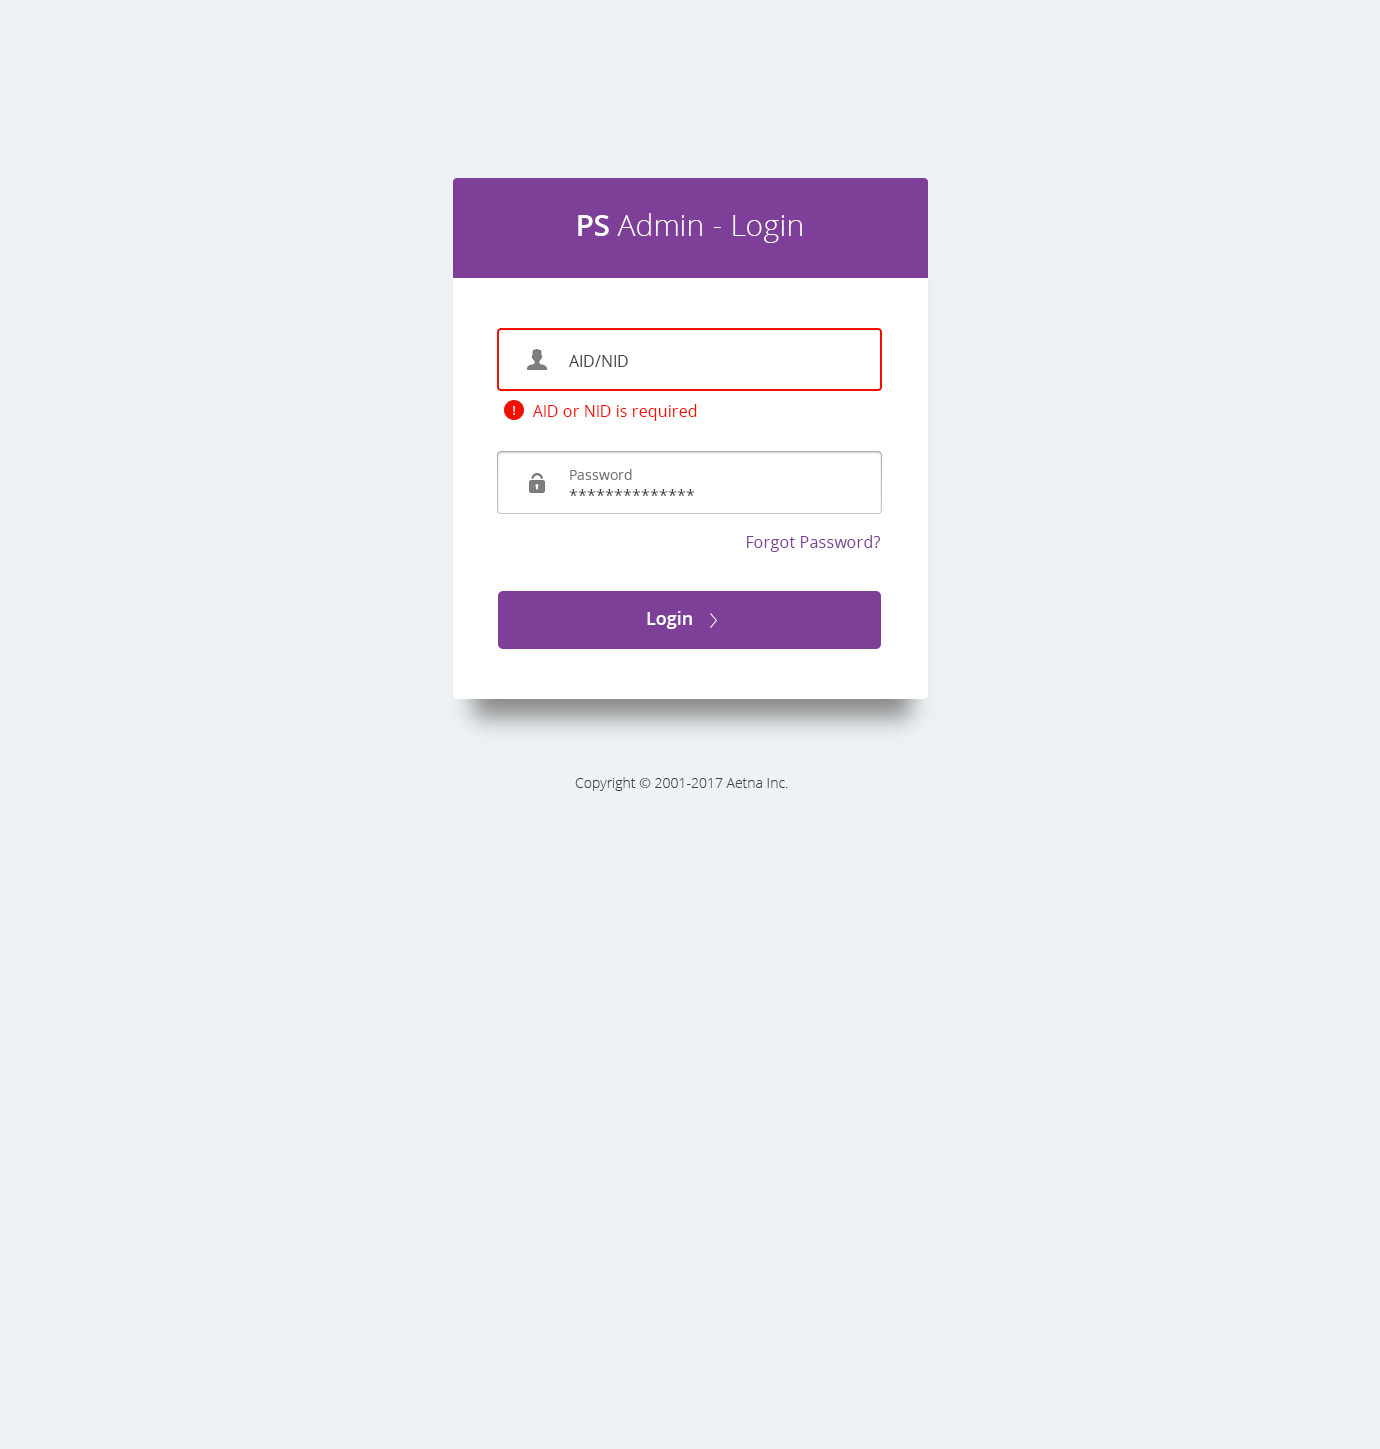 PS Admin - Login
AID/NID
! AID or NID is required
Password
**************
Forgot Password?
Login
Copyright © 2001-2017 Aetna Inc.